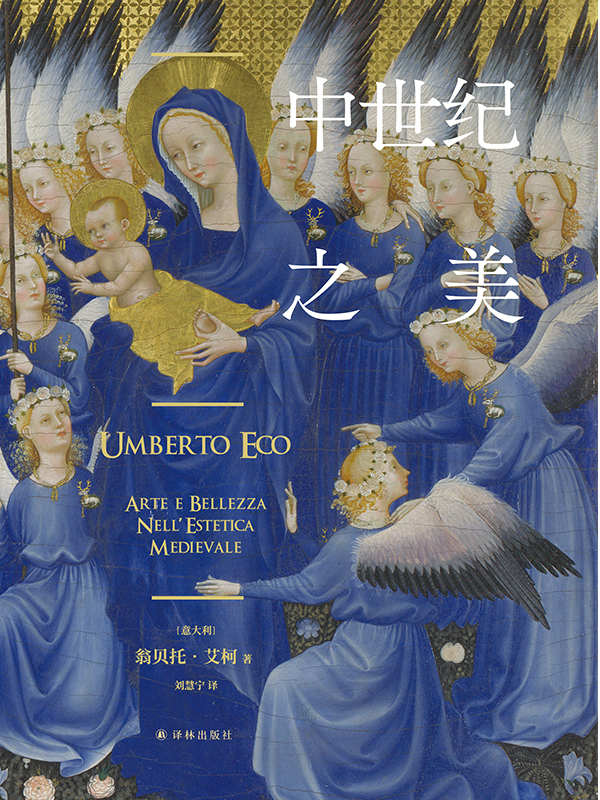 中世纪
之美
UMBERTO ECO
ARTE E BELLEZZA
NELL'ESTETICA
MEDIEVALE
[意大利]
翁贝托·艾柯 著
刘慧宁 译
译林出版社